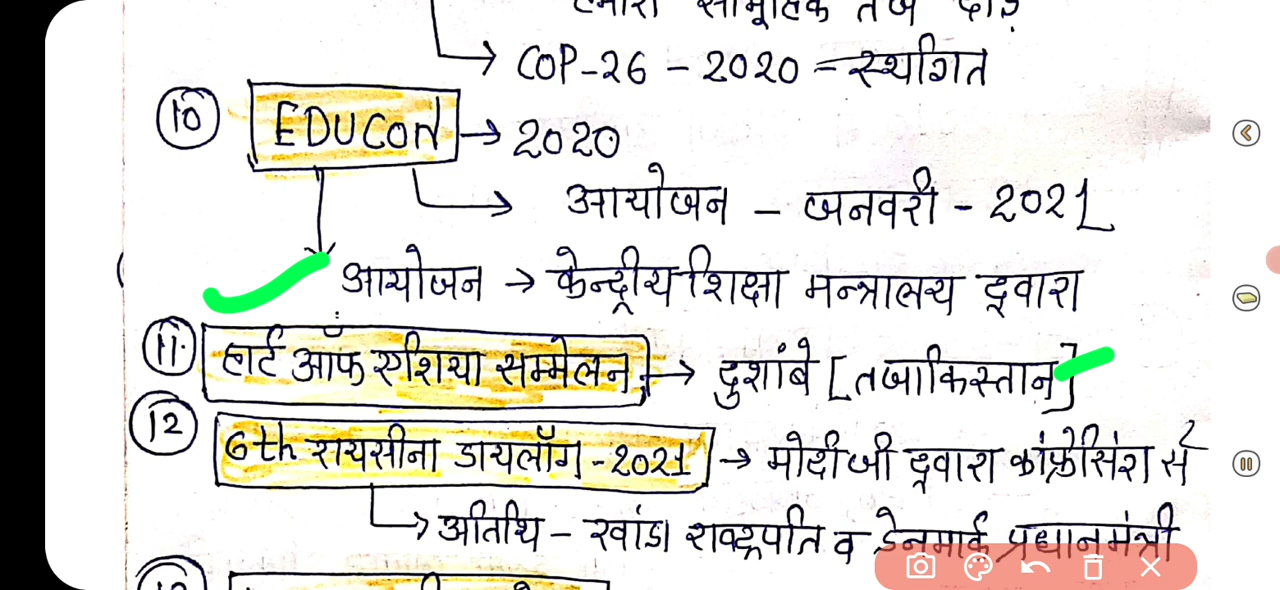 हमारी सामूहिक तेज दौड़
→ COP-26 - 2020 - स्थगित
10 EDUCON → 2020
→ आयोजन - जनवरी - 2021
आयोजन → केन्द्रीय शिक्षा मन्त्रालय द्वारा
11. हार्ट ऑफ एशिया सम्मेलन → दुशांबे [तजाकिस्तान]
12 6th रायसीना डायलॉग - 2021 → मोदीजी द्वारा कांफ्रेसिंग से
→ अतिथि - रवांडा राष्ट्रपति व डेनमार्क प्रधानमंत्री